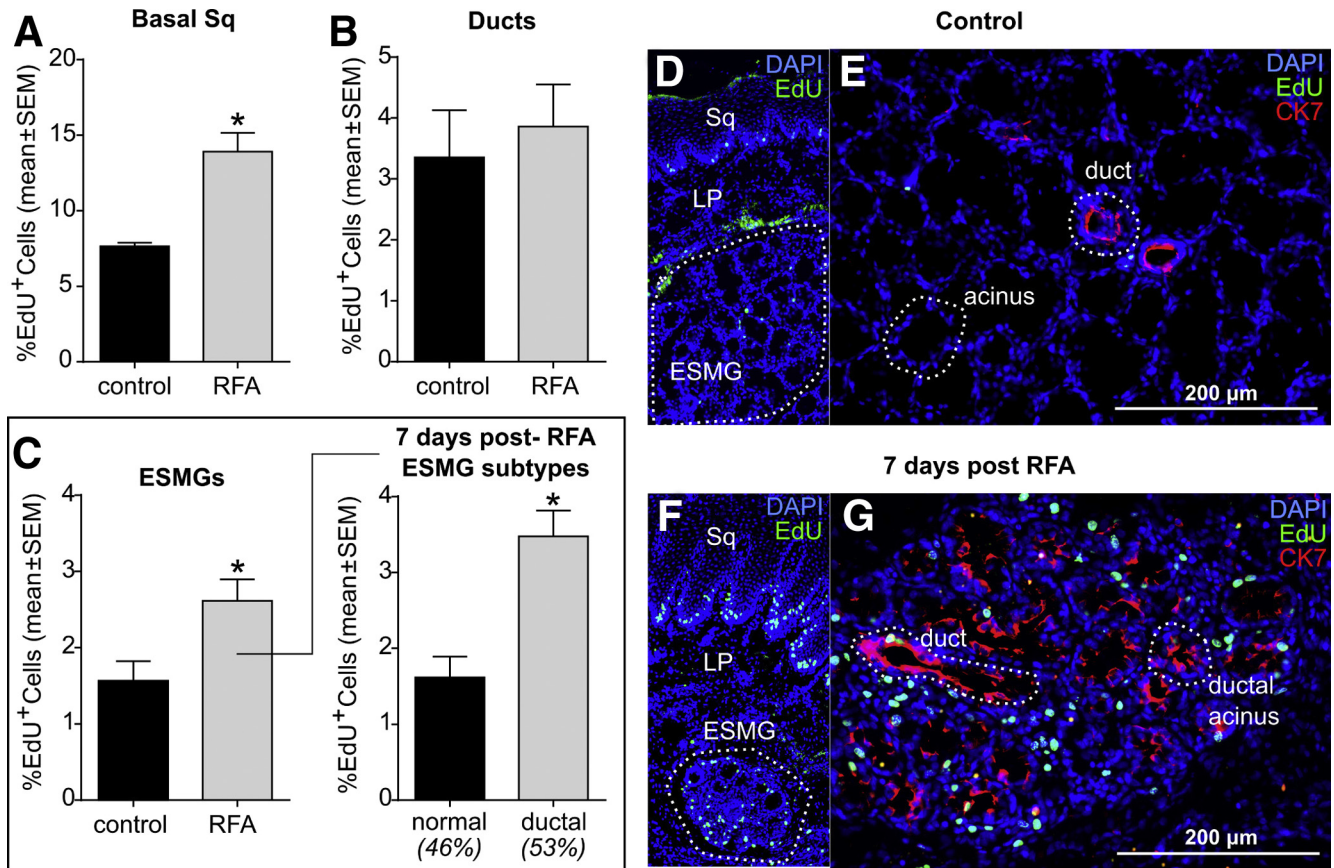 A
Basal Sq
%EdU+Cells (mean±SEM)
20
15
10
5
0
*
control
RFA
B
Ducts
%EdU+Cells (mean±SEM)
5
4
3
2
1
0
control
RFA
C
ESMGs
%EdU+Cells (mean±SEM)
4
3
2
1
0
*
control
RFA
7 days post- RFA
ESMG subtypes
%EdU+Cells (mean±SEM)
4
3
2
1
0
*
normal
(46%)
ductal
(53%)
Control
D
DAPI
EdU
Sq
LP
ESMG
E
DAPI
EdU
CK7
duct
acinus
200 µm
7 days post RFA
F
DAPI
EdU
Sq
LP
ESMG
G
DAPI
EdU
CK7
duct
ductal
acinus
200 µm